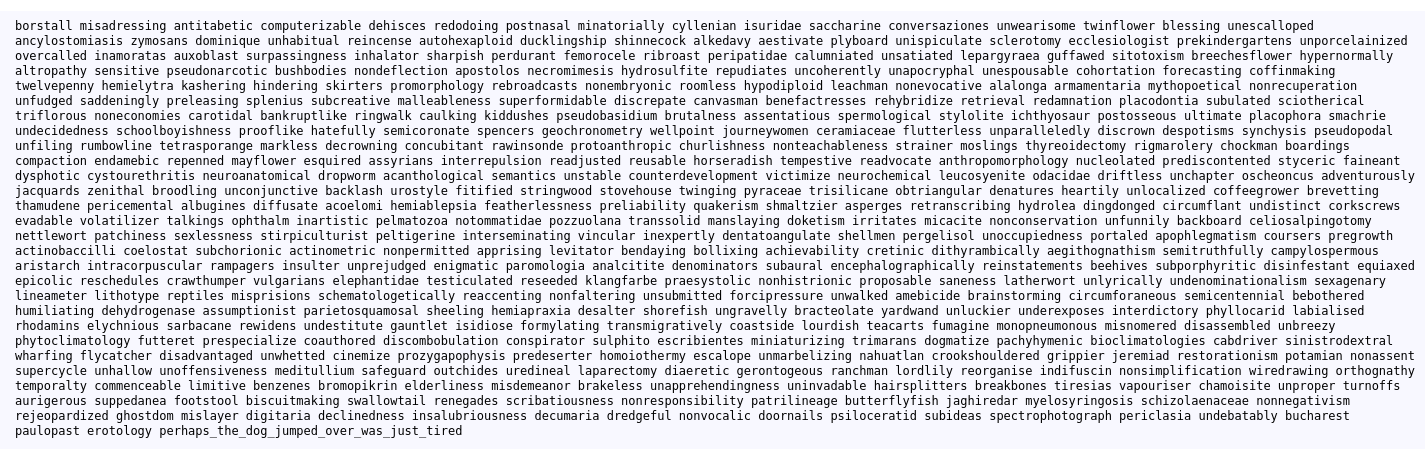 borstall misadressing antitabetic computerizable dehisces redodoing postnasal minatorially cyllenian isuridae saccharine conversaziones unwearisome twinflower blessing unescalloped
ancylostomiasis zymosans dominique unhabitual reincense autohexaploid ducklingship shinnecock alkedavy aestivate plyboard unispiculate sclerotomy ecclesiologist prekindergartens unporcelainized
overcalled inamoratas auxoblast surpassingness inhalator sharpish perdurant femorocele ribroast peripatidae calumniated unsatiated lepargyraea guffawed sitotoxism breechesflower hypernormally
altropathy sensitive pseudonarcotic bushbodies nondeflection apostolos necromimesis hydrosulfite repudiates uncoherently unapocryphal unespousable cohortation forecasting coffinmaking
twelvepenny hemielytra kashering hindering skirters promorphology rebroadcasts nonembryonic roomless hypodiploid leachman nonevocative alalonga armamentaria mythopoetical nonrecuperation
unfudged saddeningly preleasing splenius subcreative malleableness superformidable discrepate canvasman benefactresses rehybridize retrieval redamnation placodontia subulated sciotherical
triflorous noneconomies carotidal bankruptlike ringwalk caulking kiddushes pseudobasidium brutalness assentatious spermological stylolite ichthyosaur postosseous ultimate placophora smachrie
undecidedness schoolboyishness prooflike hatefully semicoronate spencers geochronometry wellpoint journeywomen ceramiaceae flutterless unparalleledly discrown despotisms synchysis pseudopodal
unfiling rumbowline tetrasporange markless decrowning concubitant rawinsonde protoanthropic churlishness nonteachableness strainer moslings thyreoidectomy rigmarolery chockman boardings
compaction endamebic repenned mayflower esquired assyrians interrepulsion readjusted reusable horseradish tempestive readvocate anthropomorphology nucleolated prediscontented styceric faineant
dysphotic cystourethritis neuroanatomical dropworm acanthological semantics unstable counterdevelopment victimize neurochemical leucosyenite odacidae driftless unchapter oscheoncus adventurously
jacquards zenithal broodling unconjunctive backlash urostyle fitified stringwood stovehouse twinging pyraceae trisilicane obtriangular denatures heartily unlocalized coffeegrower brevetting
thamudene pericemental albugines diffusate acoelomi hemiablepsia featherlessness preliability quakerism shmaltzier asperges retranscribing hydrolea dingdonged circumflant undistinct corkscrews
evadable volatilizer talkings ophthalm inartistic pelmatozoa notommatidae pozzuolana transsolid manslaying doketism irritates micacite nonconservation unfunnily backboard celiosalpingotomy
nettlewort patchiness sexlessness stirpiculturist peltigerine interseminating vincular inexpertly dentatoangulate shellmen pergelisol unoccupiedness portaled apophlegmatism coursers pregrowth
actinobaccilli coelostat subchorionic actinometric nonpermitted apprising levitator bendaying bollixing achievability cretinic dithyrambically aegithognathism semitruthfully campylospermous
aristarch intracorpuscular rampagers insulter unprejudged enigmatic paromologia analcitite denominators subaural encephalographically reinstatements beehives subporphyritic disinfestant equiaxed
epicolic reschedules crawthumper vulgarians elephantidae testiculated reseeded klangfarbe praesystolic nonhistrionic proposable saneness latherwort unlyrically undenominationalism sexagenary
lineameter lithotype reptiles misprisions schematologetically reaccenting nonfaltering unsubmitted forcipressure unwalked amebicide brainstorming circumforaneous semicentennial bebothered
humiliating dehydrogenase assumptionist parietosquamosal sheeling hemiapraxia desalter shorefish ungravelly bracteolate yardwand unluckier underexposes interdictory phyllocarid labialised
rhodamins elychnious sarbacane rewidens undestitute gauntlet isidiose formylating transmigratively coastside lourdish teacarts fumagine monopneumonous misnomered disassembled unbreezy
phytoclimatology futteret prespecialize coauthored discombobulation conspirator sulphito escribientes miniaturizing trimarans dogmatize pachyhymenic bioclimatologies cabdriver sinistrodextral
wharfing flycatcher disadvantaged unwhetted cinemize prozygapophysis predeserter homoiothermy escalope unmarbelizing nahuatlan crookshouldered grippier jeremiad restorationism potamian nonassent
supercycle unhallow unoffensiveness meditullium safeguard outchides uredineal laparectomy diaeretic gerontogeous ranchman lordlily reorganise indifuscin nonsimplification wiredrawing orthognathy
temporalty commenceable limitive benzenes bromopikrin elderliness misdemeanor brakeless unapprehendingness uninvadable hairsplitters breakbones tiresias vapouriser chamoisite unproper turnoffs
aurigerous suppedanea footstool biscuitmaking swallowtail renegades scribatiousness nonresponsibility patrilineage butterflyfish jaghiredar myelosyringosis schizolaenaceae nonnegativism
rejeopardized ghostdom mislayer digitaria declinedness insalubriousness decumaria dredgeful nonvocalic doornails psiloceratid subideas spectrophotograph periclasia undebatably bucharest
paulopast erotology perhaps_the_dog_jumped_over_was_just_tired